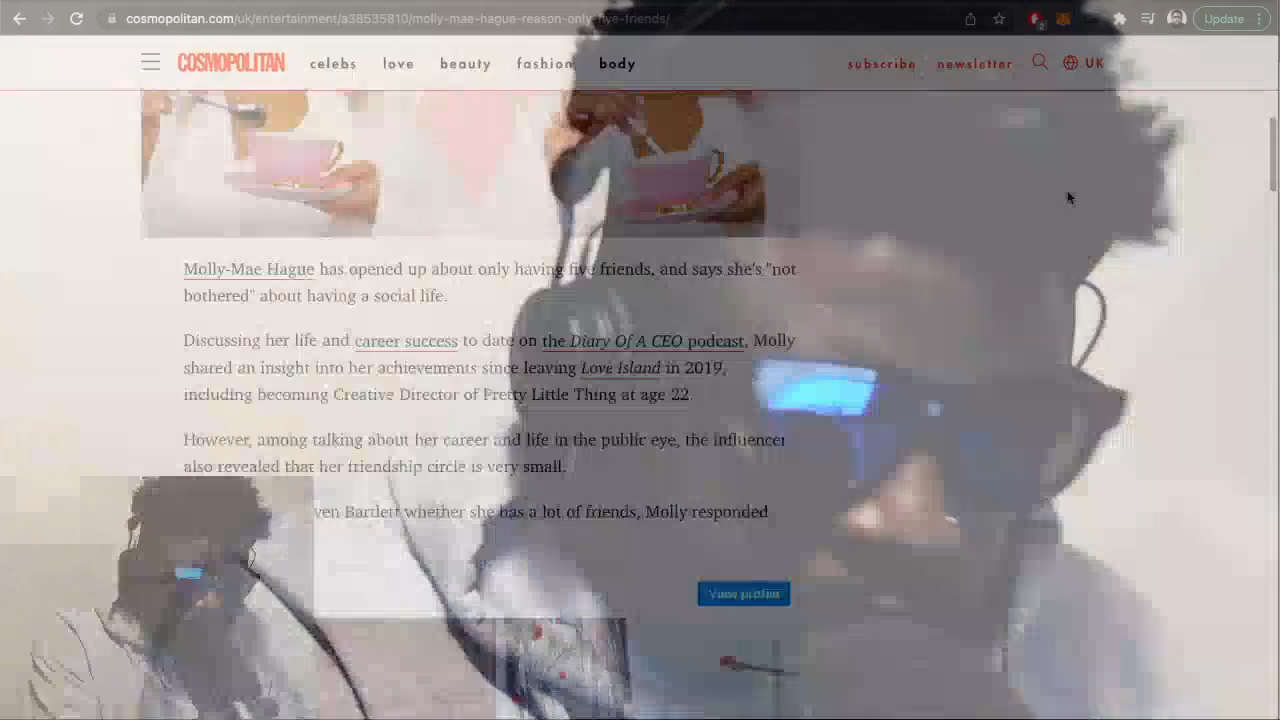 cosmopolitan.com/uk/entertainment/a38535810/molly-mae-hague-reason-only-five-friends/
Update
COSMOPOLITAN celebs love beauty fashion body subscribe newsletter UK
Molly-Mae Hague has opened up about only having five friends, and says she's "not
bothered" about having a social life.
Discussing her life and career success to date on the Diary Of A CEO podcast, Molly
shared an insight into her achievements since leaving Love Island in 2019,
including becoming Creative Director of Pretty Little Thing at age 22.
However, among talking about her career and life in the public eye, the influencer
also revealed that her friendship circle is very small.
ven Bartlett whether she has a lot of friends, Molly responded